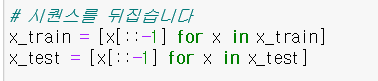 # 시퀀스를 뒤집습니다
x_train = [x[::-1] for x in x_train]
x_test = [x[::-1] for x in x_test]